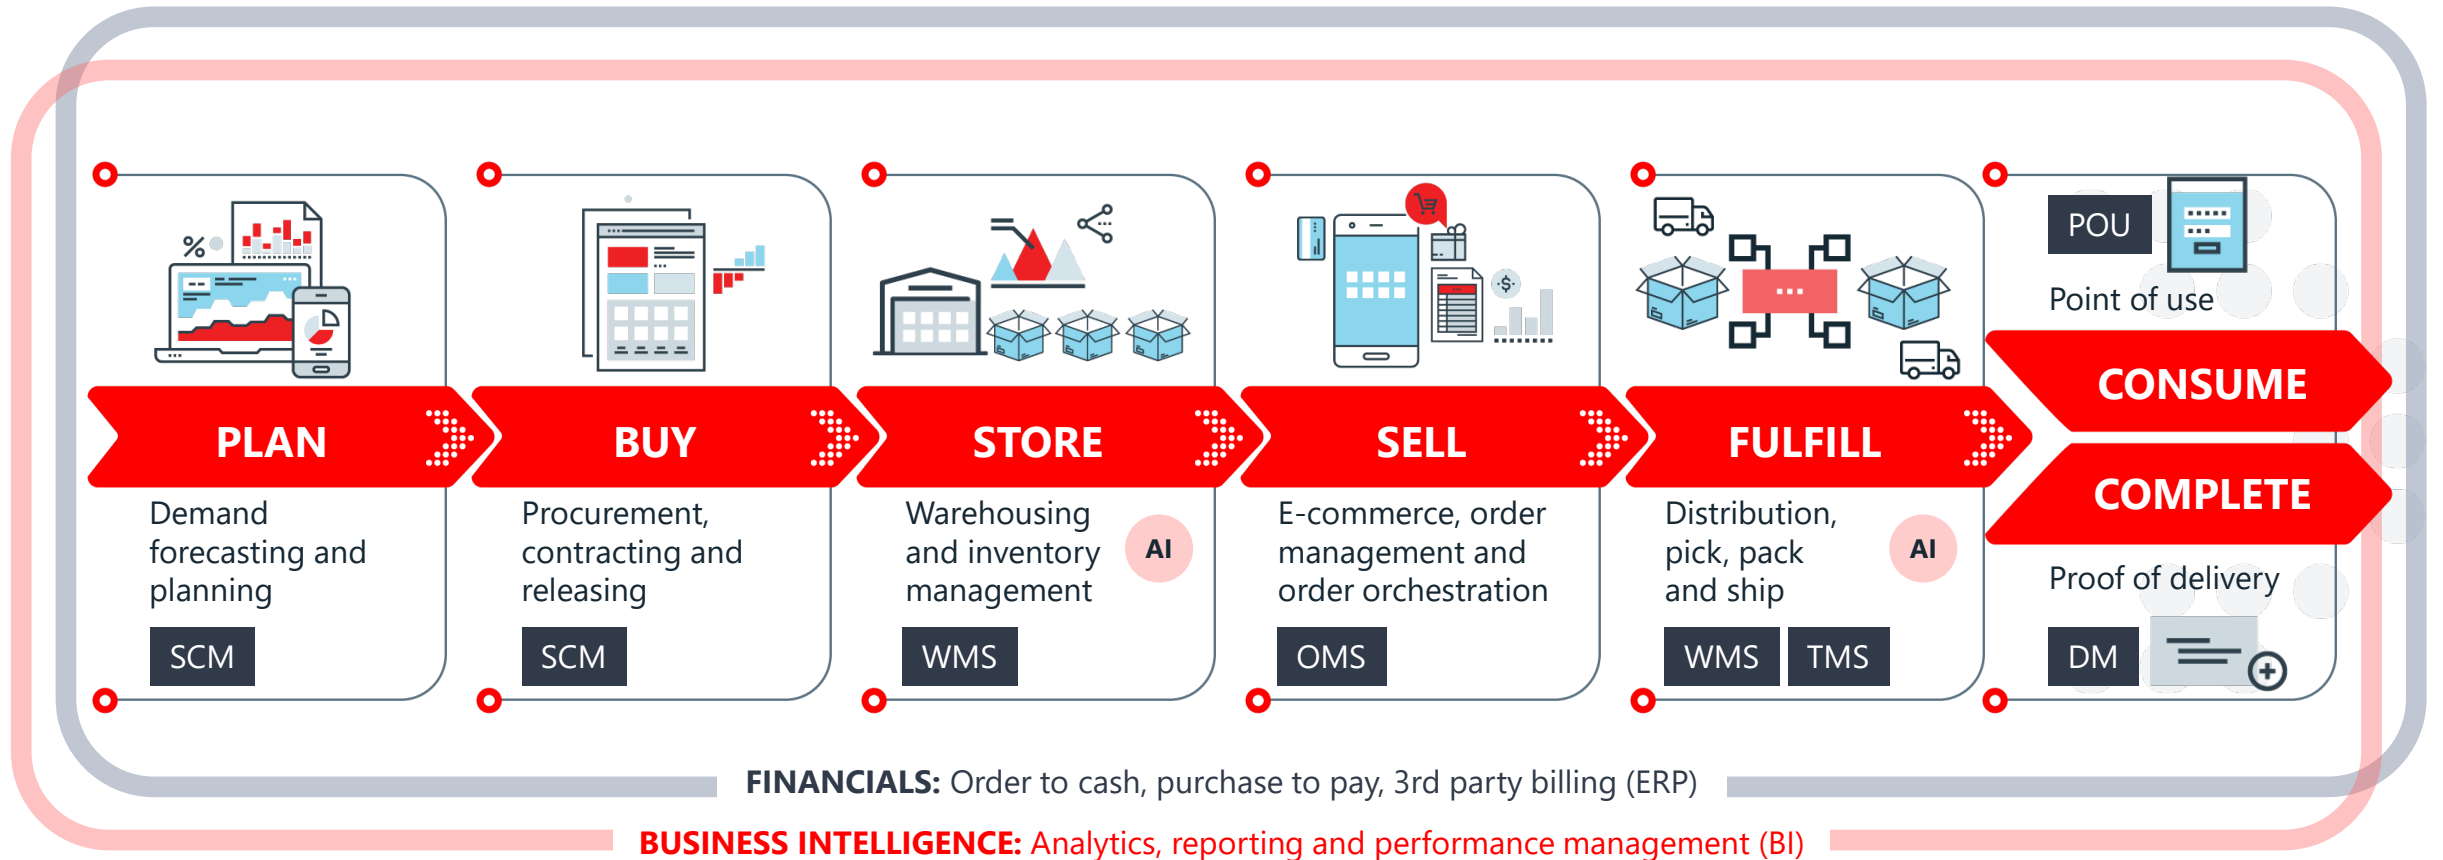 PLAN
Demand
forecasting and
planning
SCM
BUY
Procurement,
contracting and
releasing
SCM
STORE
Warehousing
and inventory
management
AI
WMS
SELL
E-commerce, order
management and
order orchestration
OMS
FULFILL
Distribution,
pick, pack
and ship
AI
WMS
TMS
POU
Point of use
CONSUME
COMPLETE
Proof of delivery
DM
FINANCIALS: Order to cash, purchase to pay, 3rd party billing (ERP)
BUSINESS INTELLIGENCE: Analytics, reporting and performance management (BI)